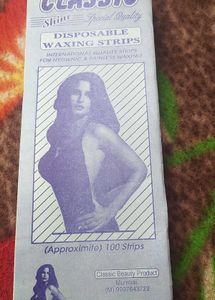 CLASSIC
Shine Special Quality
DISPOSABLE
WAXING STRIPS
INTERNATIONAL QUALITY STRIPS
FOR HYGIENIC & PAINLESS WAXING
(Approximate) 100 Strips
Classic Beauty Product
Mumbai.